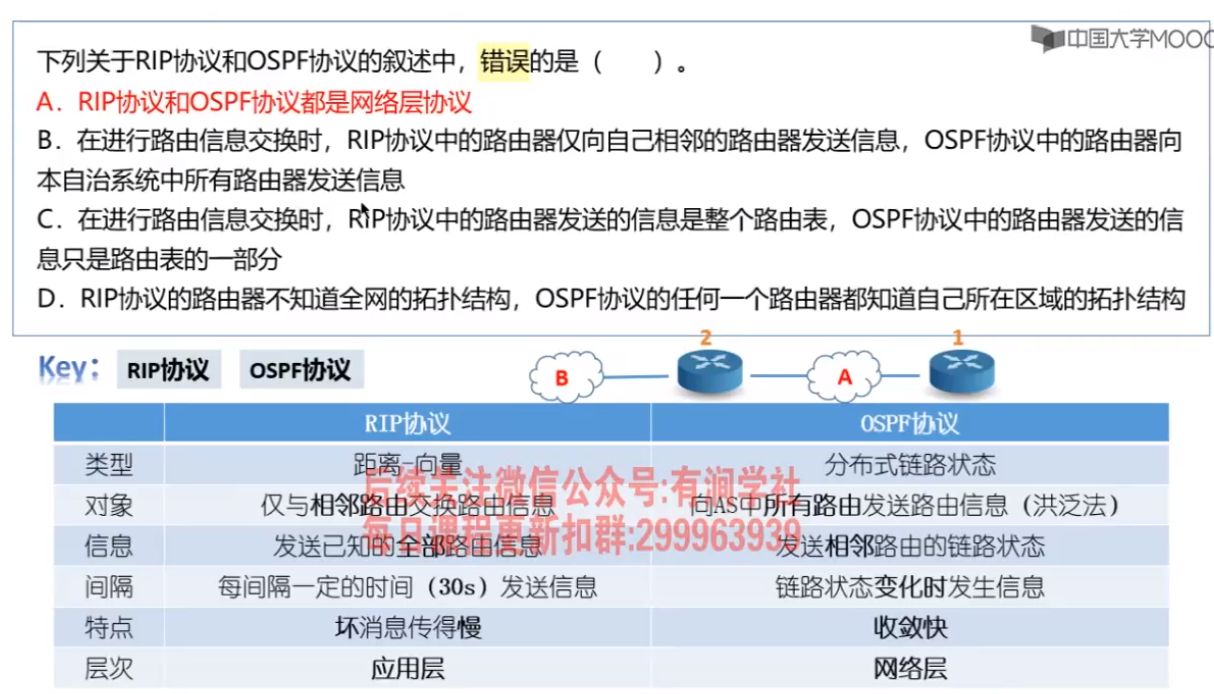 中国大学MOOC
下列关于RIP协议和OSPF协议的叙述中，错误的是（ ）。
A．RIP协议和OSPF协议都是网络层协议
B．在进行路由信息交换时，RIP协议中的路由器仅向自己相邻的路由器发送信息，OSPF协议中的路由器向
本自治系统中所有路由器发送信息
C．在进行路由信息交换时，RIP协议中的路由器发送的信息是整个路由表，OSPF协议中的路由器发送的信
息只是路由表的一部分
D．RIP协议的路由器不知道全网的拓扑结构，OSPF协议的任何一个路由器都知道自己所在区域的拓扑结构
2 1
Key： RIP协议 OSPF协议 B A
RIP协议 OSPF协议
类型 距离-向量 分布式链路状态
后续关注微信公众号:有润学社
对象 仅与相邻路由交换路由信息 向AS中所有路由发送路由信息（洪泛法）
每日课程更新扣群:299963939
信息 发送已知的全部路由信息 发送相邻路由的链路状态
间隔 每间隔一定的时间（30s）发送信息 链路状态变化时发生信息
特点 坏消息传得慢 收敛快
层次 应用层 网络层